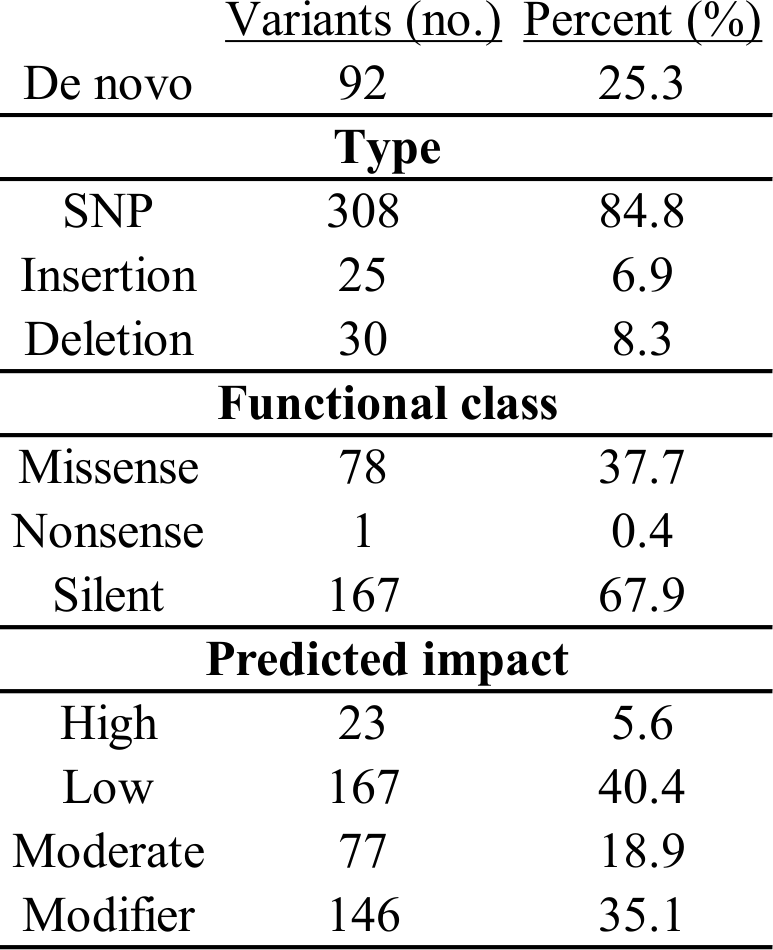 Variants (no.) Percent (%)
De novo 92 25.3
Type
SNP 308 84.8
Insertion 25 6.9
Deletion 30 8.3
Functional class
Missense 78 37.7
Nonsense 1 0.4
Silent 167 67.9
Predicted impact
High 23 5.6
Low 167 40.4
Moderate 77 18.9
Modifier 146 35.1